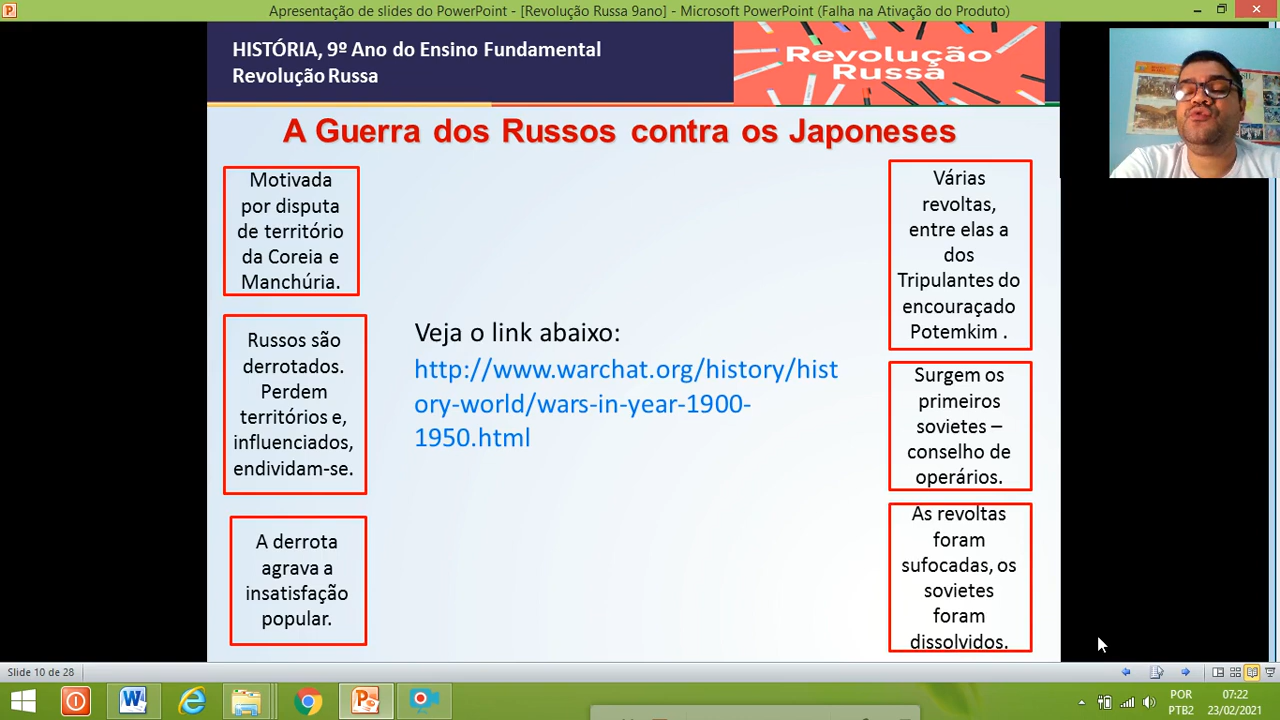 Apresentação de slides do PowerPoint - [Revolução Russa 9ano] - Microsoft PowerPoint (Falha na Ativação do Produto)
HISTÓRIA, 9º Ano do Ensino Fundamental
Revolução Russa
Revolução
Russa
A Guerra dos Russos contra os Japoneses
Motivada
por disputa
de território
da Coreia e
Manchúria.
Russos são
derrotados.
Perdem
territórios e,
influenciados,
endividam-se.
A derrota
agrava a
insatisfação
popular.
Veja o link abaixo:
http://www.warchat.org/history/hist
ory-world/wars-in-year-1900-
1950.html
Várias
revoltas,
entre elas a
dos
Tripulantes do
encouraçado
Potemkim .
Surgem os
primeiros
sovietes –
conselho de
operários.
As revoltas
foram
sufocadas, os
sovietes
foram
dissolvidos.
Slide 10 de 28
POR
PTB2
07:22
23/02/2021